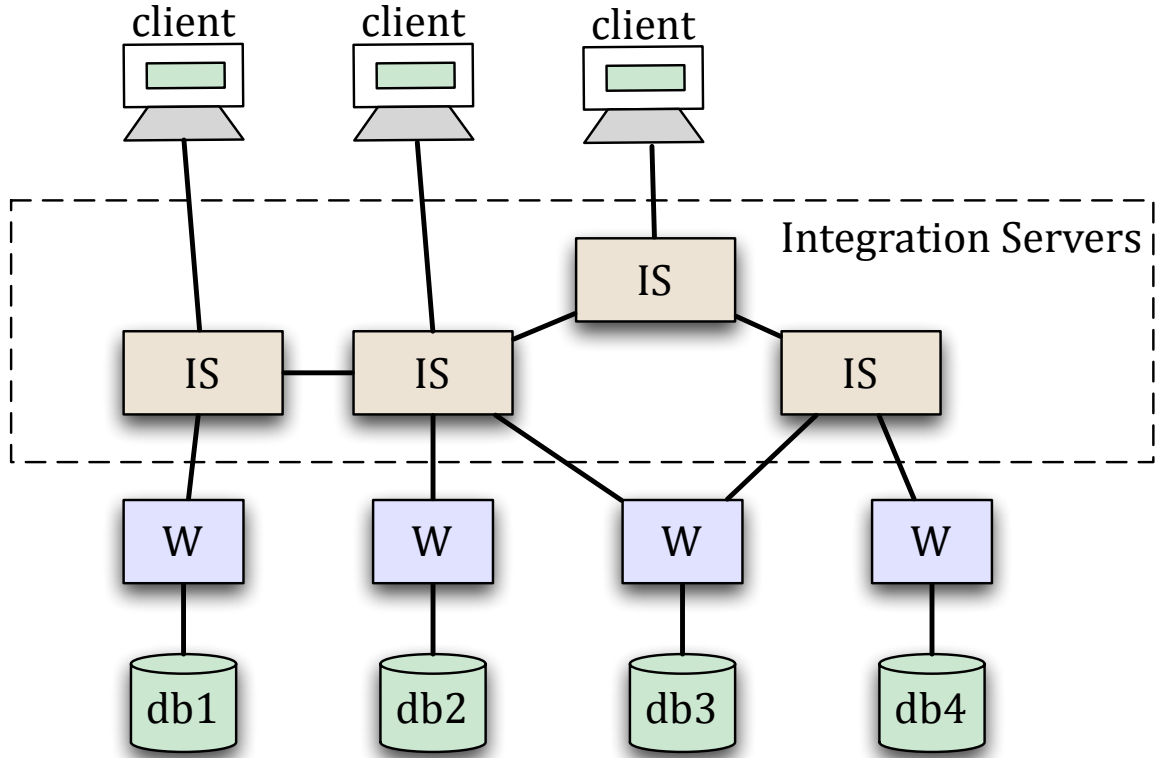 client client client
Integration Servers
IS
IS IS IS
W W W W
db1 db2 db3 db4